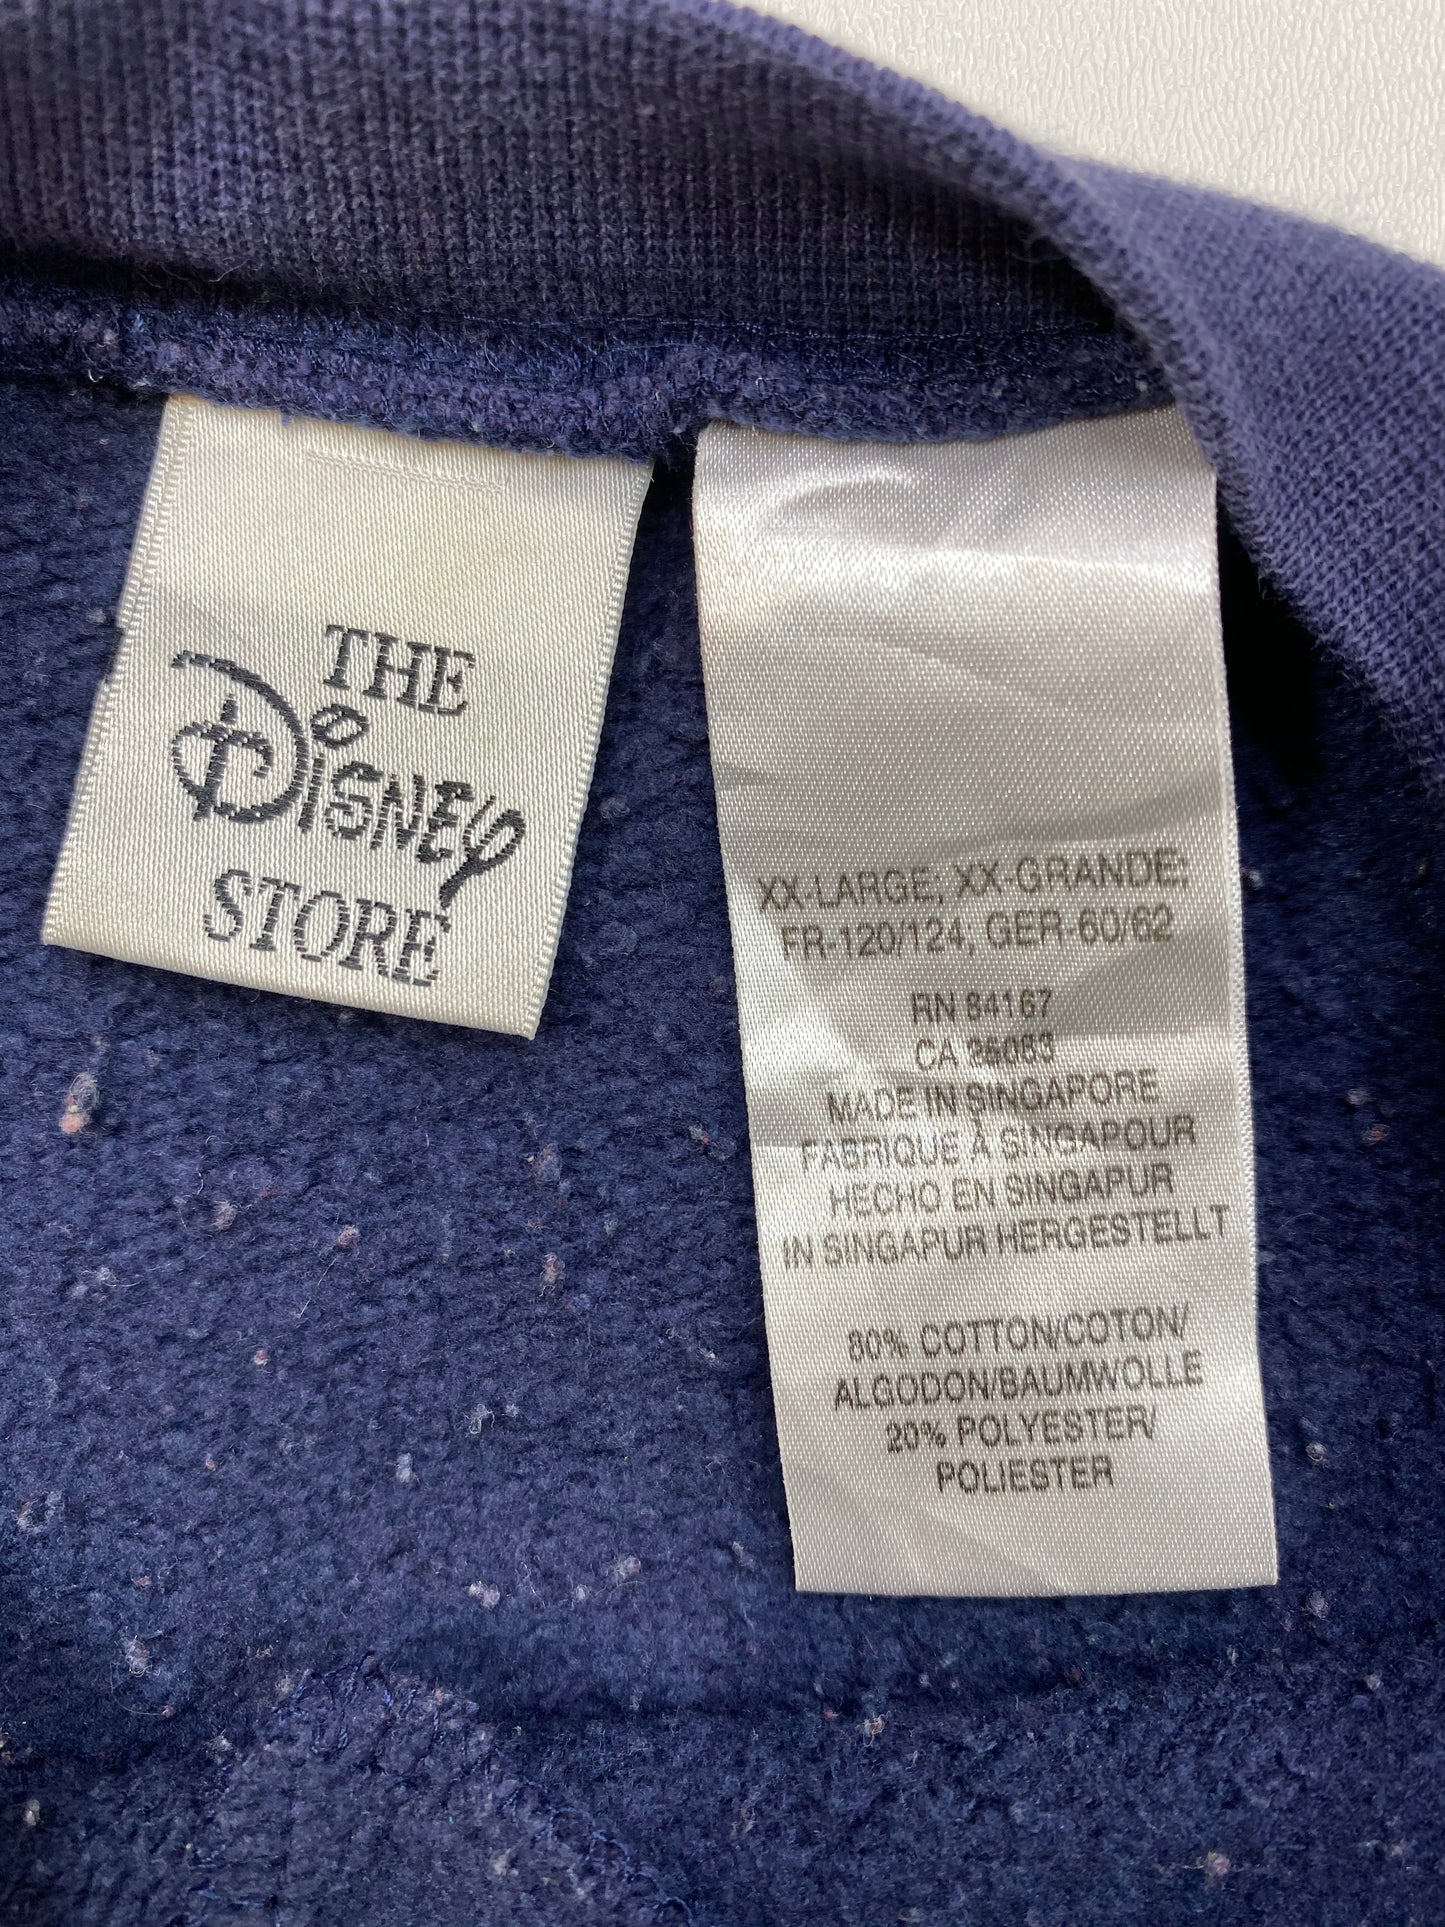 THE
DISNEY
STORE
XX-LARGE; XX-GRANDE;
FR-120/124; GER-60/62
RN 84167
CA 26083
MADE IN SINGAPORE
FABRIQUE À SINGAPOUR
HECHO EN SINGAPUR
IN SINGAPUR HERGESTELLT
80% COTTON/COTON/
ALGODON/BAUMWOLLE
20% POLYESTER/
POLIESTER